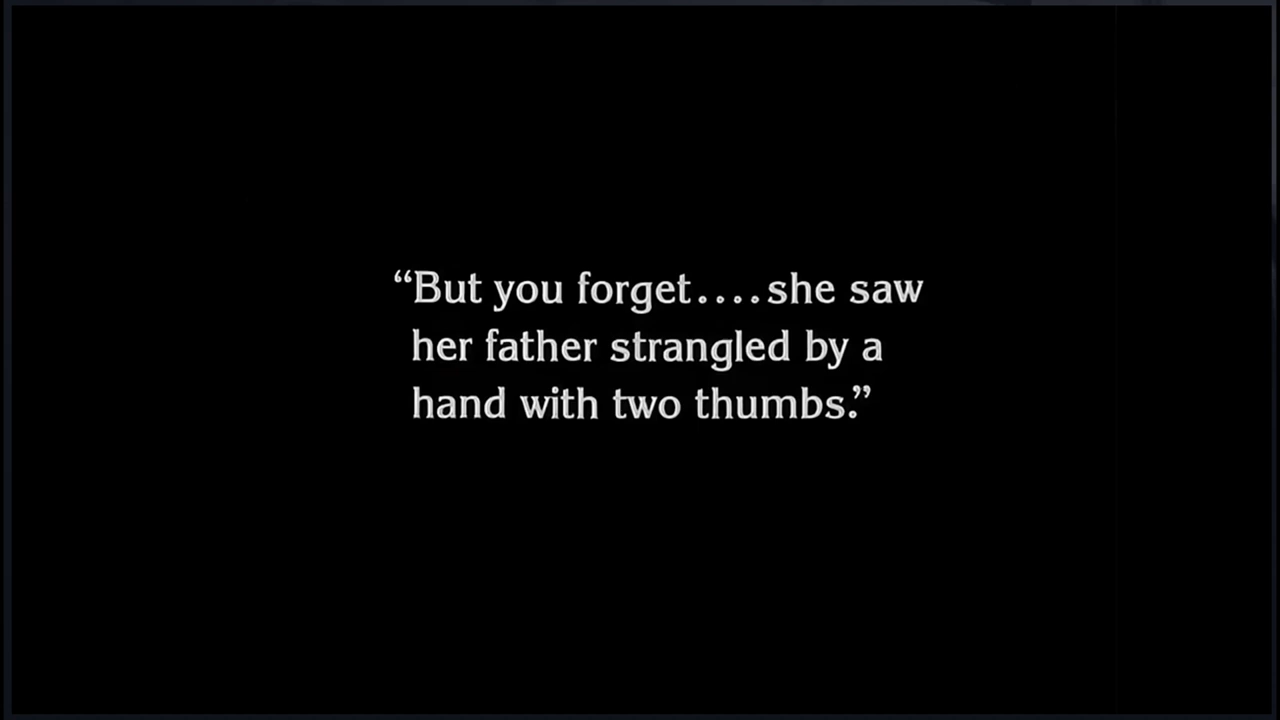 “But you forget....she saw
her father strangled by a
hand with two thumbs.”